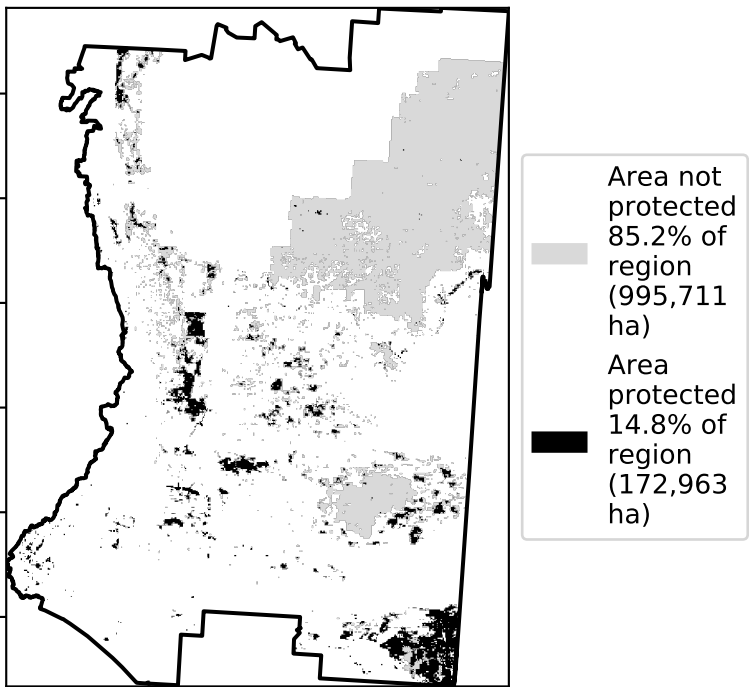 Area not
protected
85.2% of
region
(995,711
ha)
Area
protected
14.8% of
region
(172,963
ha)